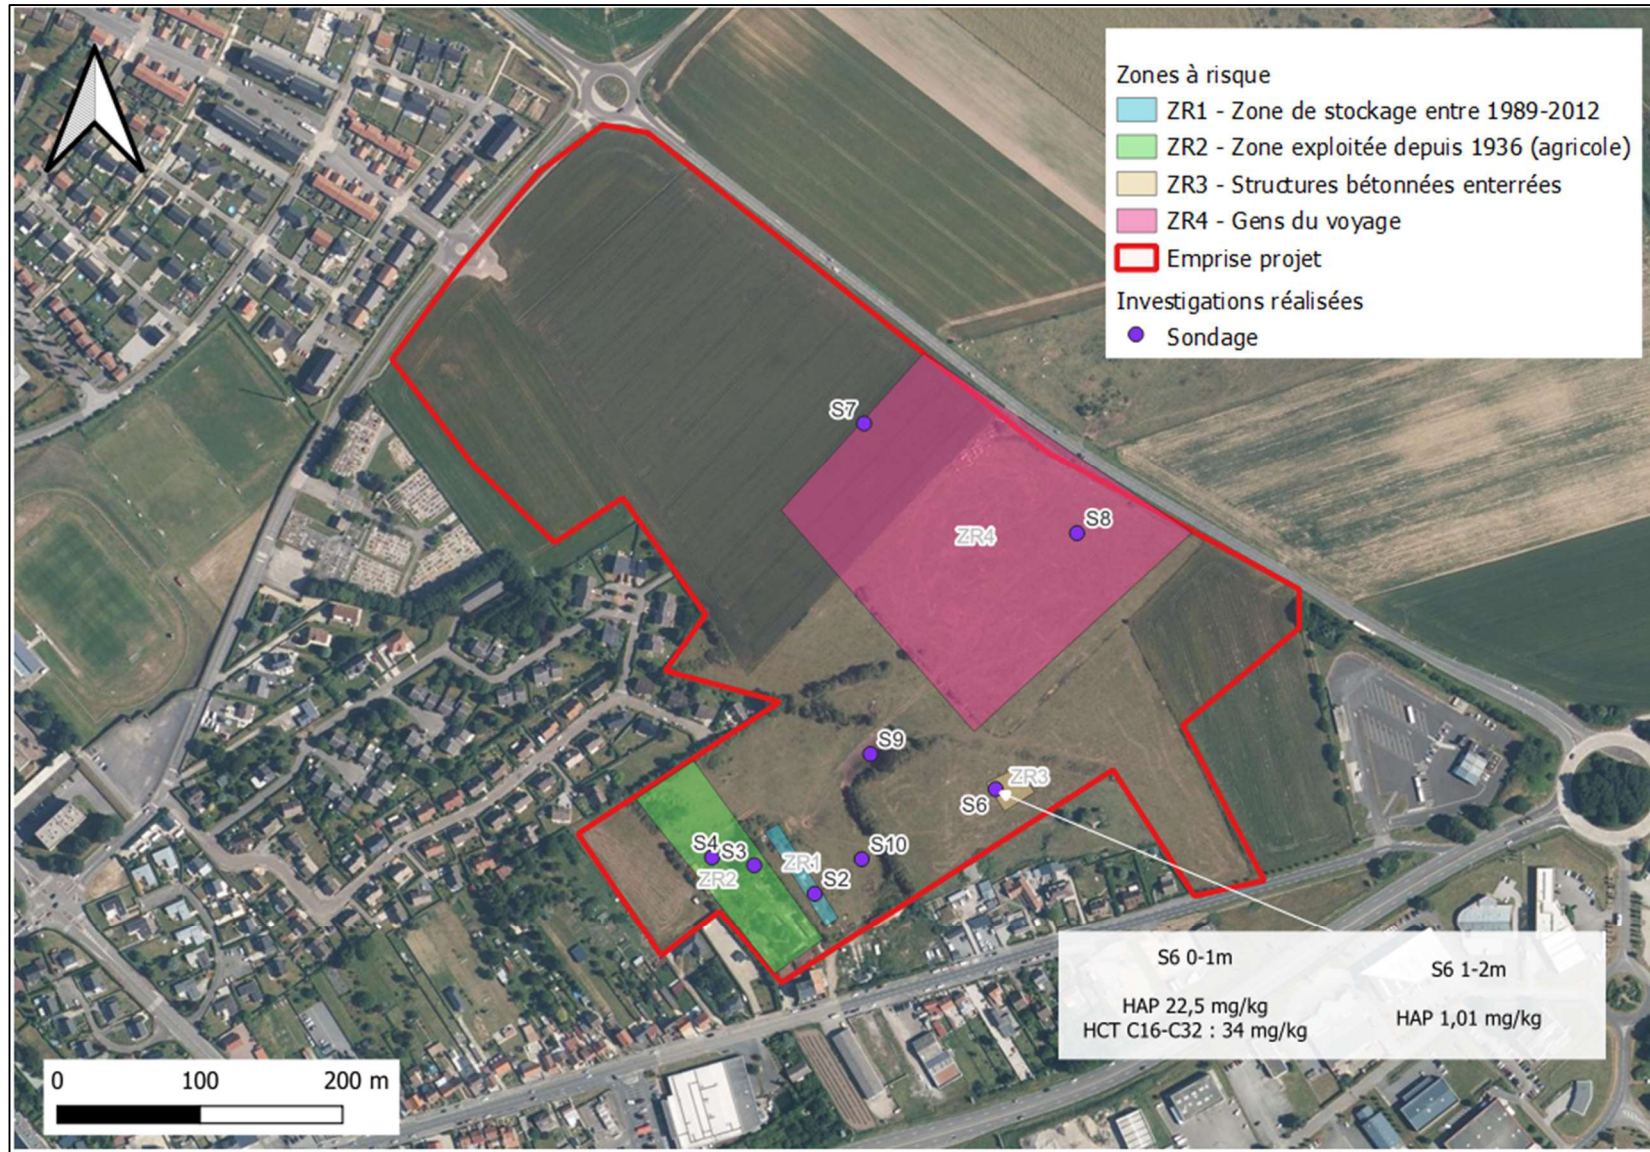 Zones à risque
ZR1 - Zone de stockage entre 1989-2012
ZR2 - Zone exploitée depuis 1936 (agricole)
ZR3 - Structures bétonnées enterrées
ZR4 - Gens du voyage
Emprise projet
Investigations réalisées
Sondage
S7
S8
ZR4
S9
ZR3
S6
S4
S3
ZR1
S10
ZR2
S2
S6 0-1m
HAP 22,5 mg/kg
HCT C16-C32 : 34 mg/kg
S6 1-2m
HAP 1,01 mg/kg
0 100 200 m